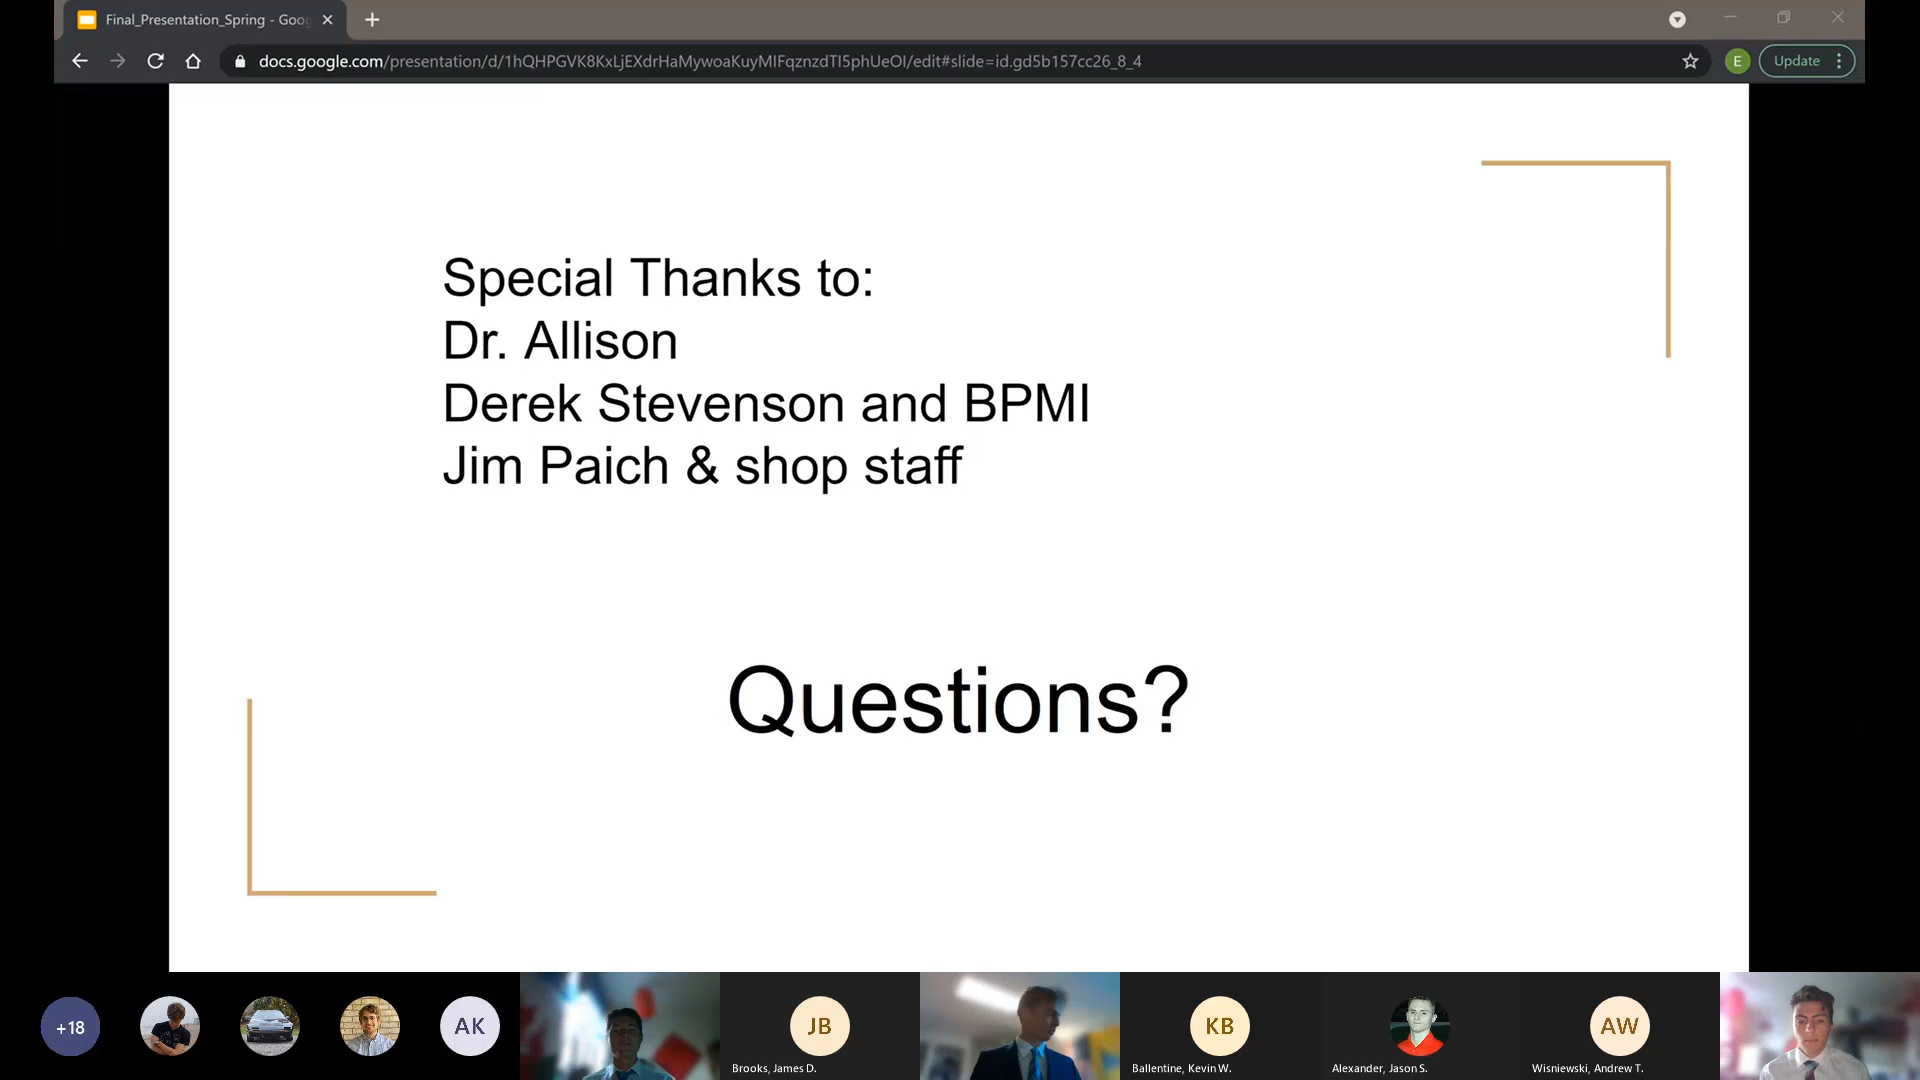 Final_Presentation_Spring - Goog
docs.google.com/presentation/d/1hQHPGVK8KxLjEXdrHaMywoaKuyMIFqznzdTI5phUeOI/edit#slide=id.gd5b157cc26_8_4
E
Update
Special Thanks to:
Dr. Allison
Derek Stevenson and BPMI
Jim Paich & shop staff
Questions?
+18
AK
JB
KB
AW
Brooks, James D.
Ballentine, Kevin W.
Alexander, Jason S.
Wisniewski, Andrew T.